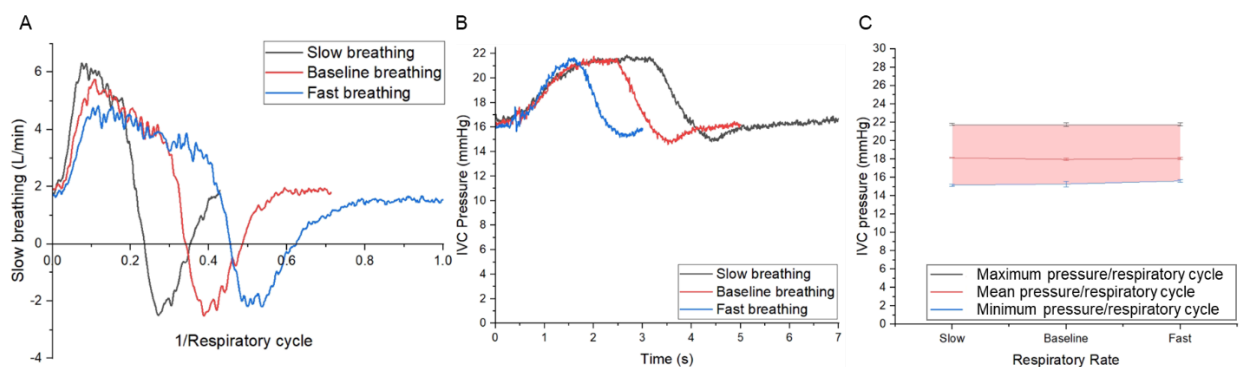 A
Slow breathing (L/min)
6
4
2
0
-2
-4
0.0
0.2
0.4
0.6
0.8
1.0
Slow breathing
Baseline breathing
Fast breathing
1/Respiratory cycle
B
IVC Pressure (mmHg)
22
20
18
16
14
12
10
8
6
4
2
0
0
1
2
3
4
5
6
7
Slow breathing
Baseline breathing
Fast breathing
Time (s)
C
IVC pressure (mmHg)
30
28
26
24
22
20
18
16
14
12
10
8
6
4
2
0
Maximum pressure/respiratory cycle
Mean pressure/respiratory cycle
Minimum pressure/respiratory cycle
Slow
Baseline
Fast
Respiratory Rate